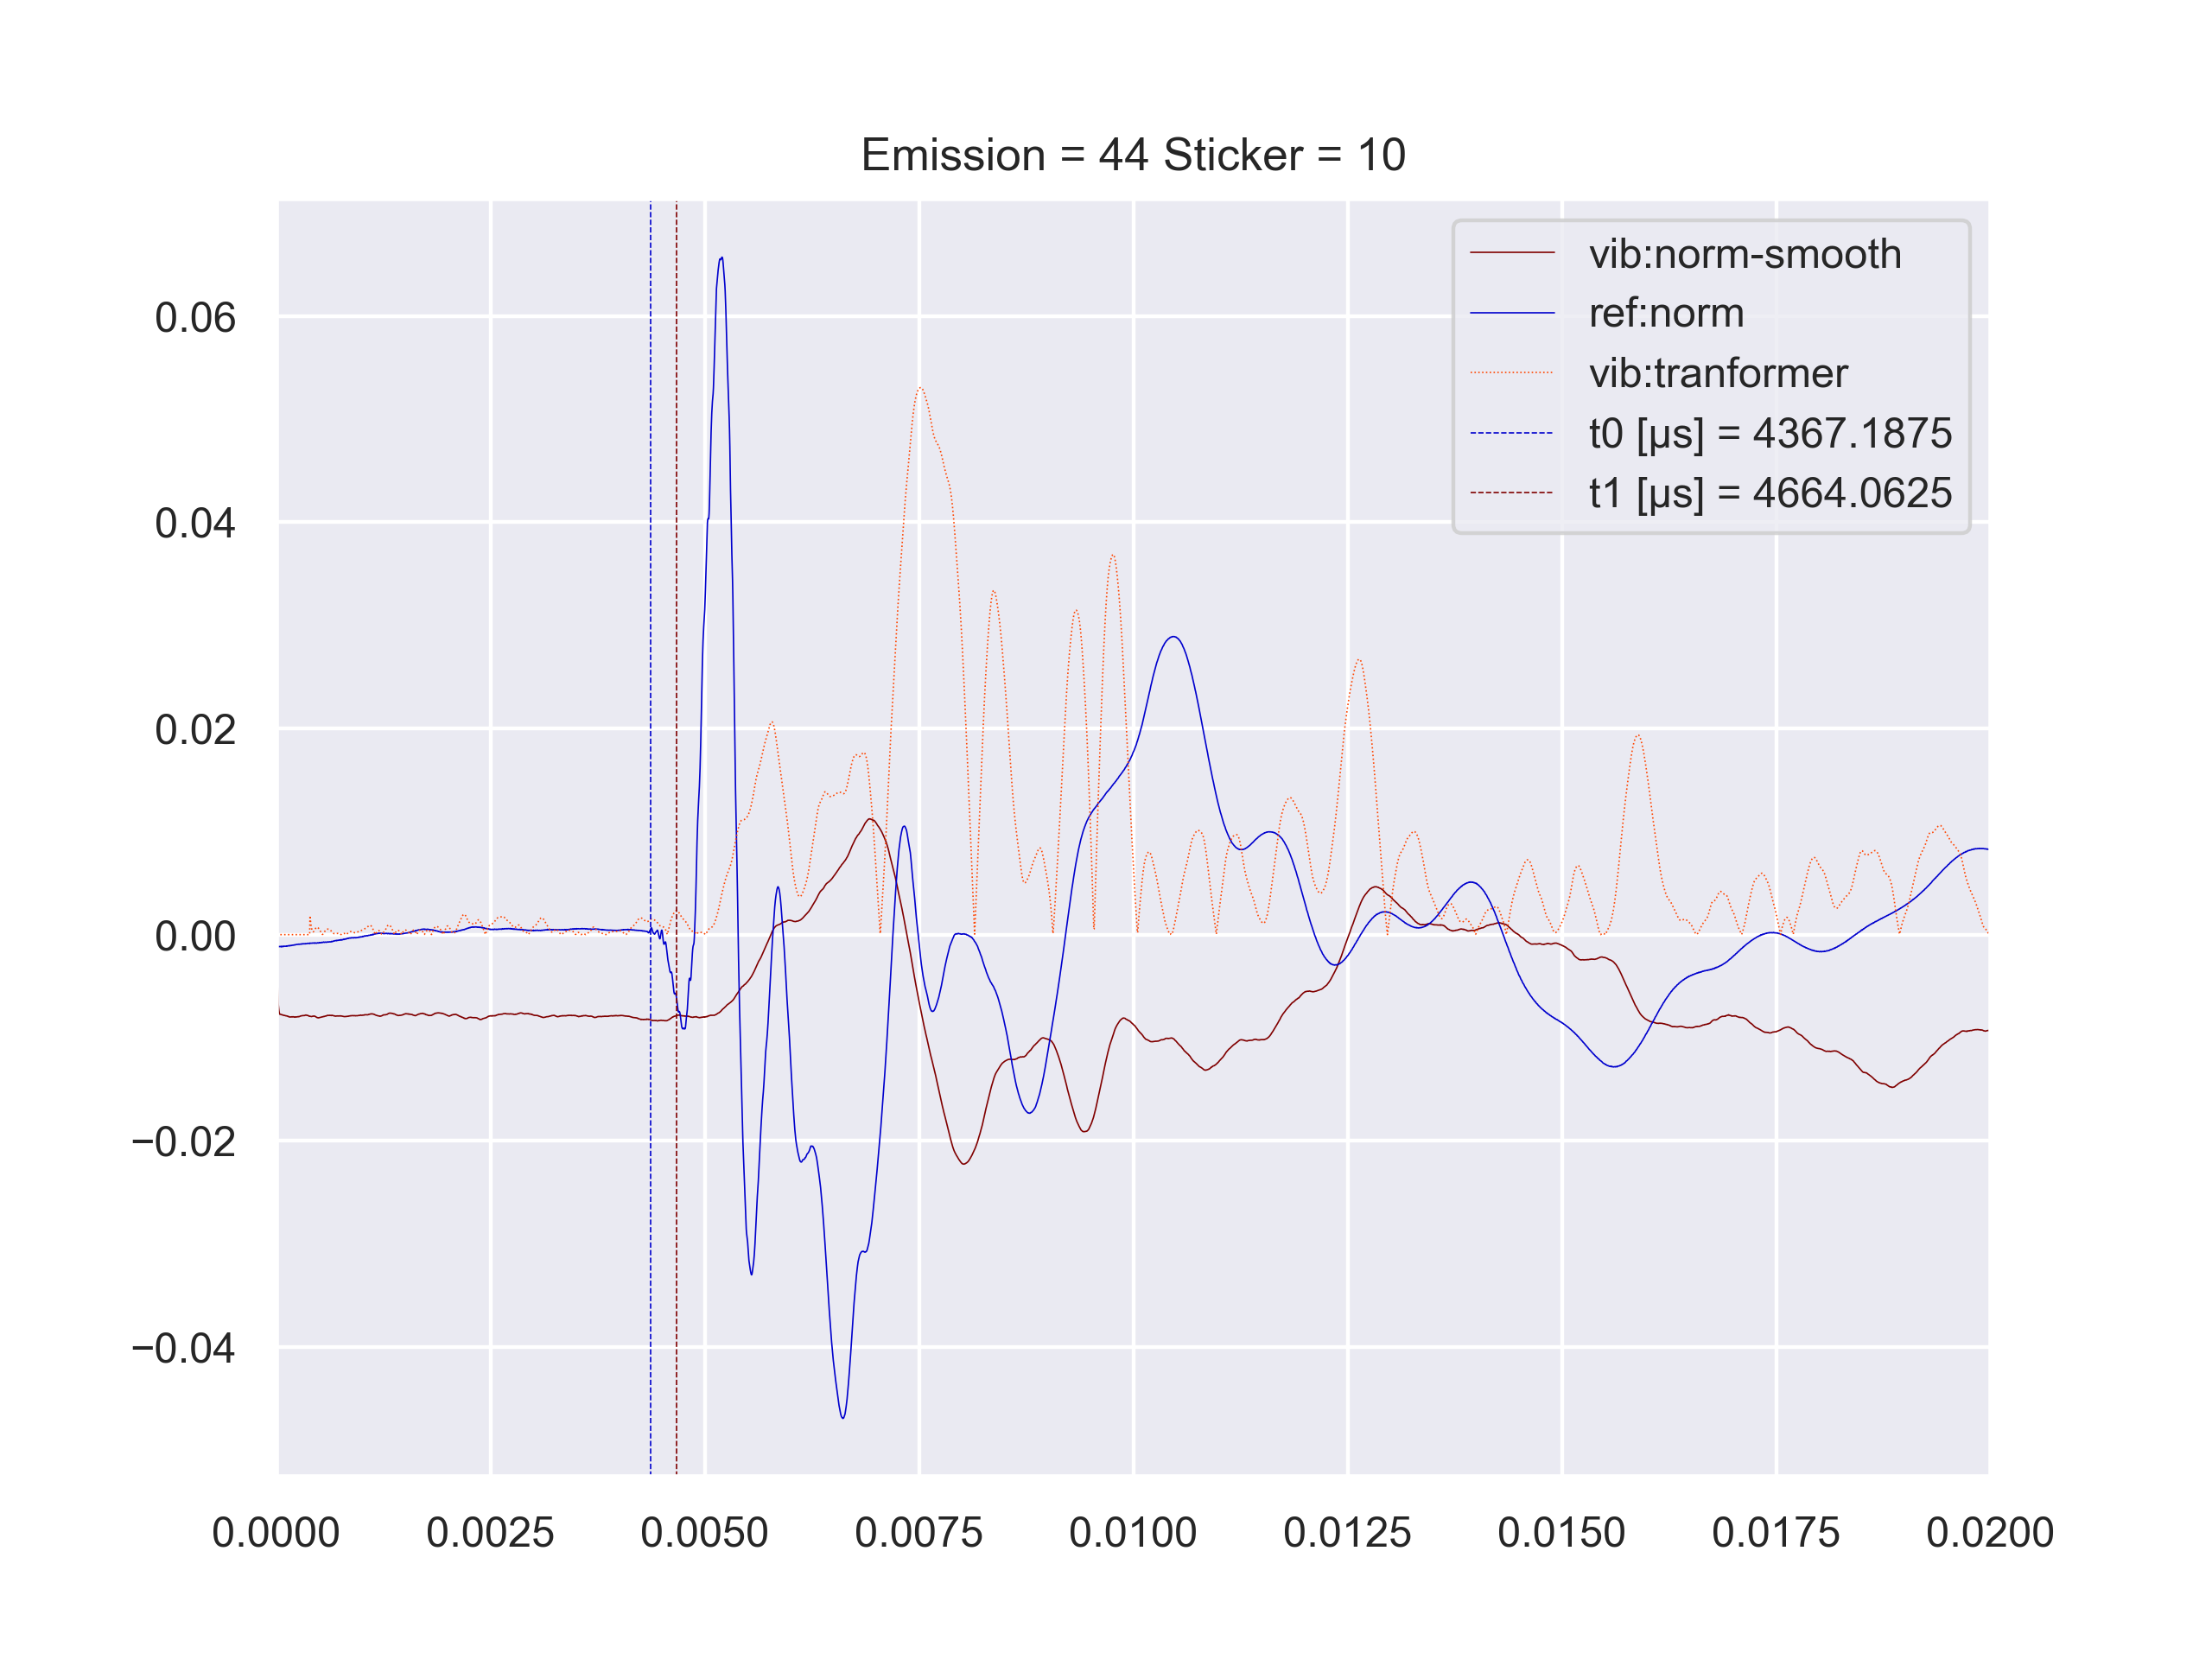 Emission = 44 Sticker = 10
vib:norm-smooth
ref:norm
vib:tranformer
t0 [µs] = 4367.1875
t1 [µs] = 4664.0625
0.06
0.04
0.02
0.00
−0.02
−0.04
0.0000 0.0025 0.0050 0.0075 0.0100 0.0125 0.0150 0.0175 0.0200